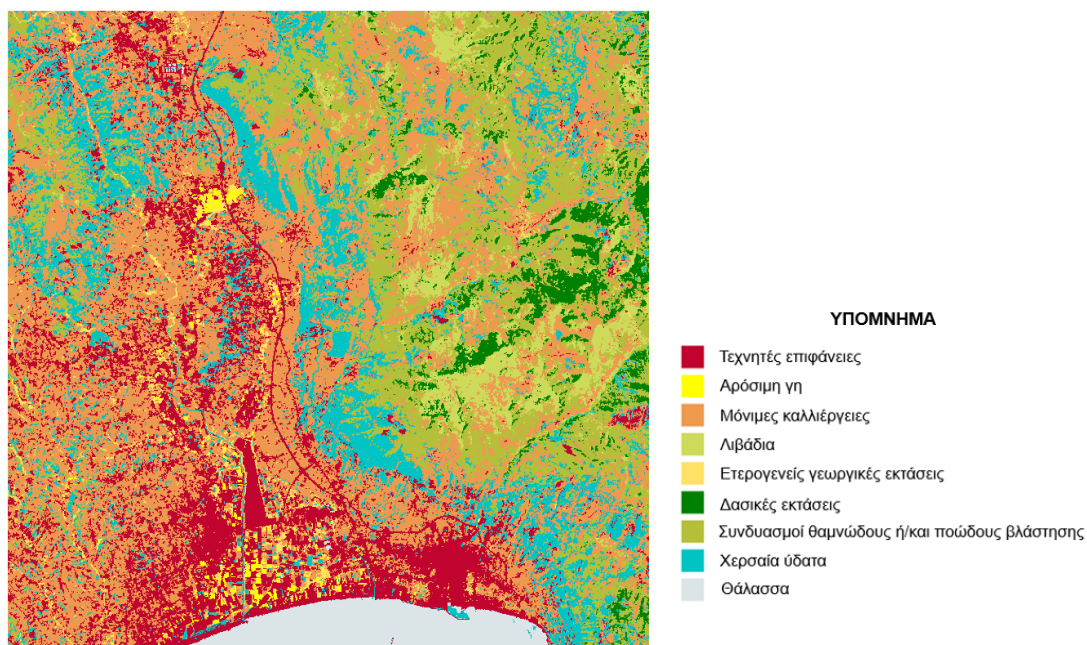 ΥΠΟΜΝΗΜΑ
Τεχνητές επιφάνειες
Αρόσιμη γη
Μόνιμες καλλιέργειες
Λιβάδια
Ετερογενείς γεωργικές εκτάσεις
Δασικές εκτάσεις
Συνδυασμοί θαμνώδους ή/και ποώδους βλάστησης
Χερσαία ύδατα
Θάλασσα